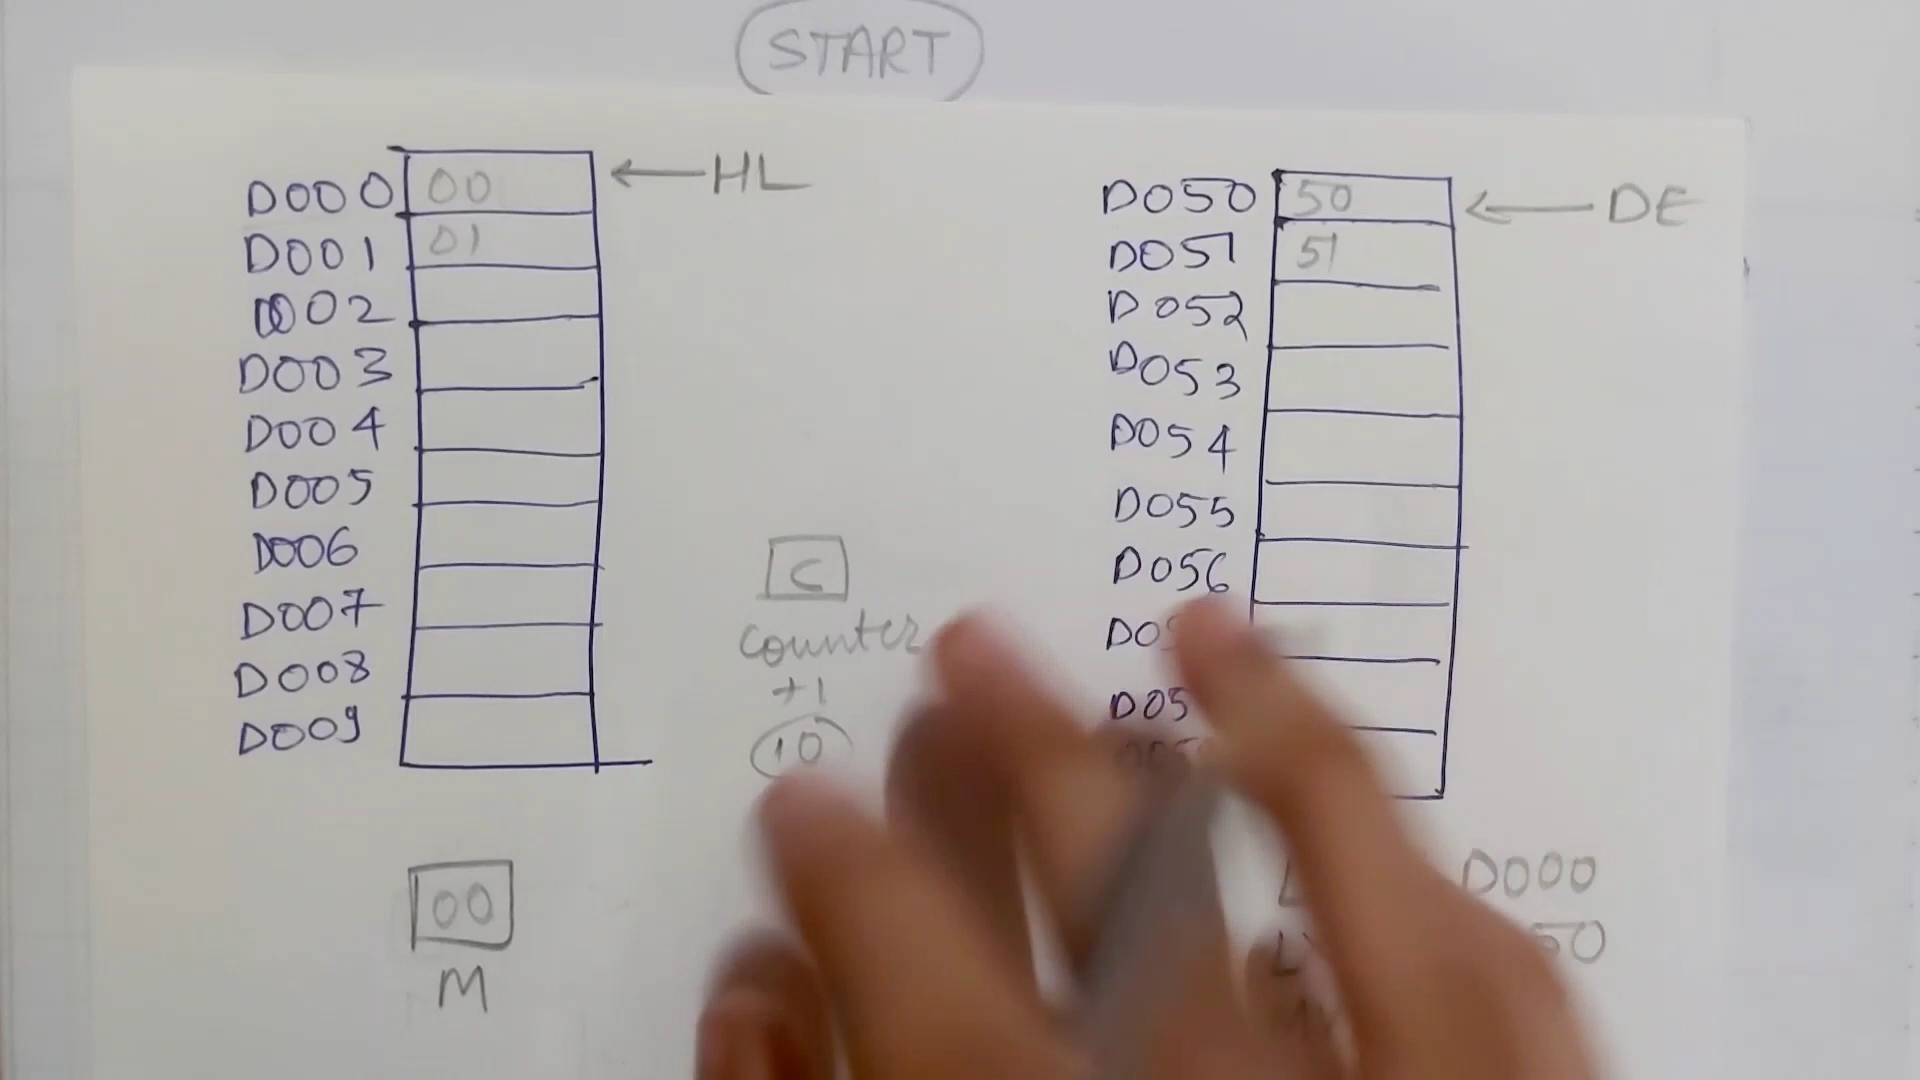 START
D000 00 ← HL
D001 01
D002
D003
D004
D005
D006
D007
D008
D009
D050 50 ← DE
D051 51
D052
D053
D054
D055
D056
C
counter
+1
10
00
M
D000